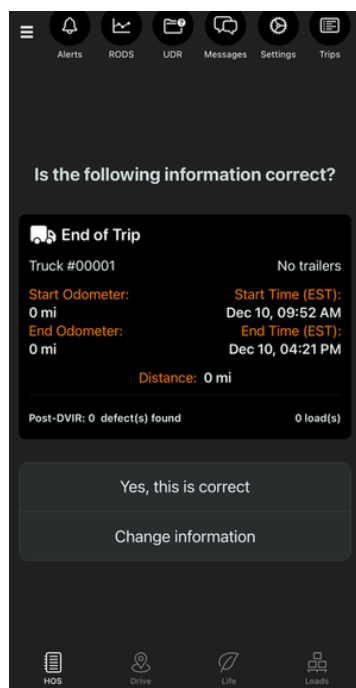 Alerts RODS UDR Messages Settings Trips
Is the following information correct?
End of Trip
Truck #00001 No trailers
Start Odometer: Start Time (EST):
0 mi Dec 10, 09:52 AM
End Odometer: End Time (EST):
0 mi Dec 10, 04:21 PM
Distance: 0 mi
Post-DVIR: 0 defect(s) found 0 load(s)
Yes, this is correct
Change information
HOS Drive Life Loads